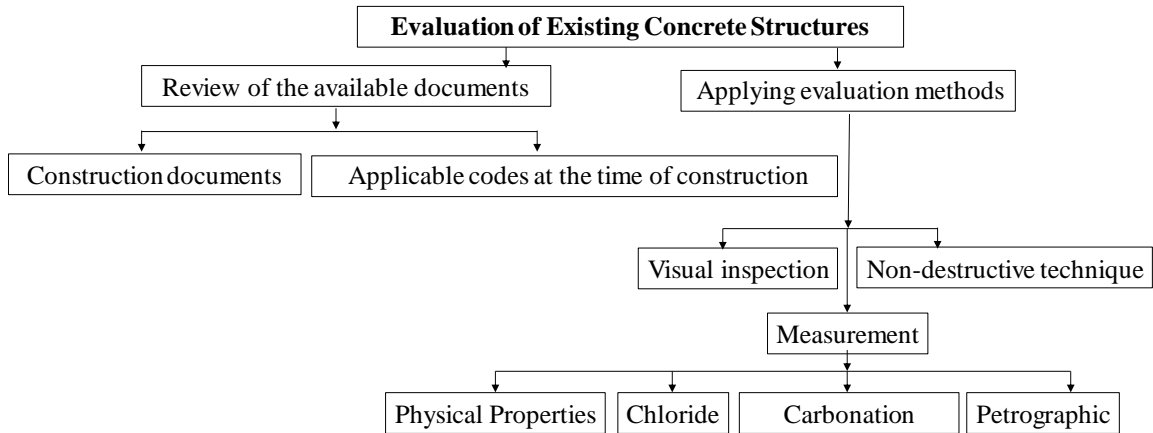 Evaluation of Existing Concrete Structures
Review of the available documents
Applying evaluation methods
Construction documents
Applicable codes at the time of construction
Visual inspection
Non-destructive technique
Measurement
Physical Properties
Chloride
Carbonation
Petrographic